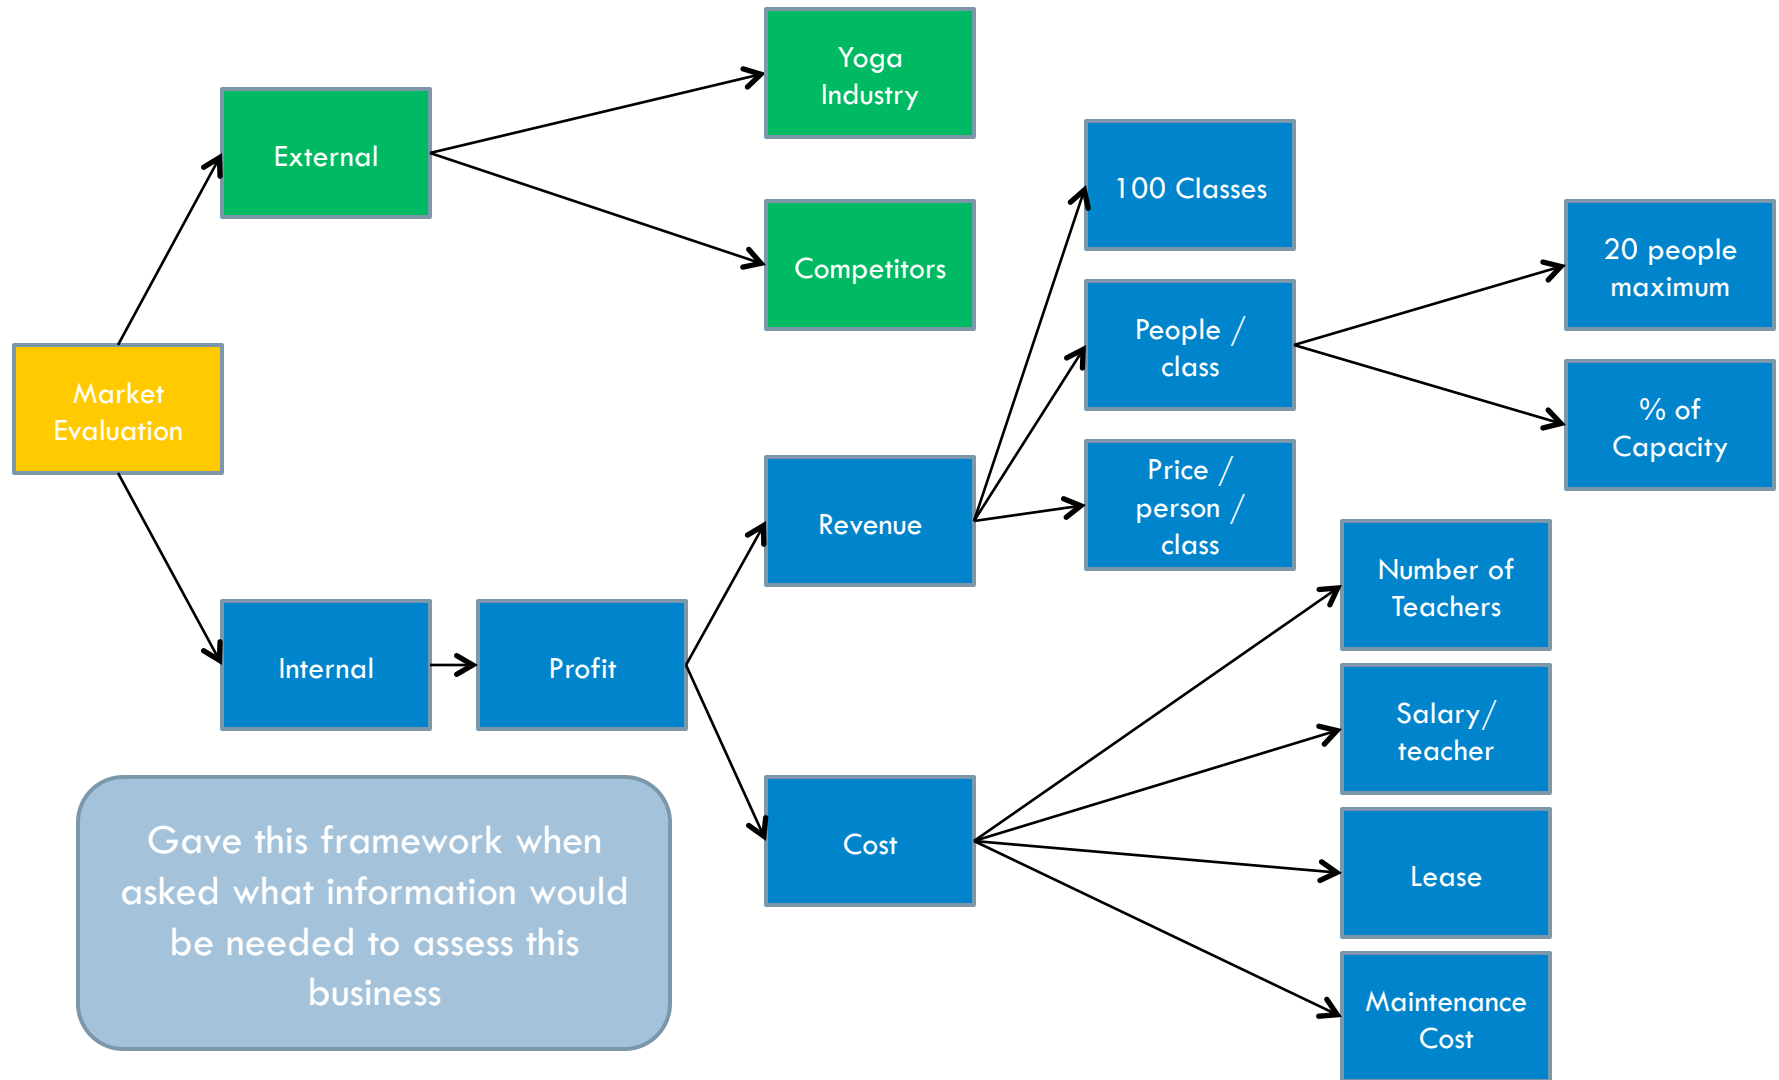 Yoga
Industry
External
100 Classes
Competitors
20 people
maximum
People /
class
Market
Evaluation
% of
Capacity
Price /
person /
class
Revenue
Number of
Teachers
Internal
Profit
Salary/
teacher
Gave this framework when
asked what information would
be needed to assess this
business
Cost
Lease
Maintenance
Cost